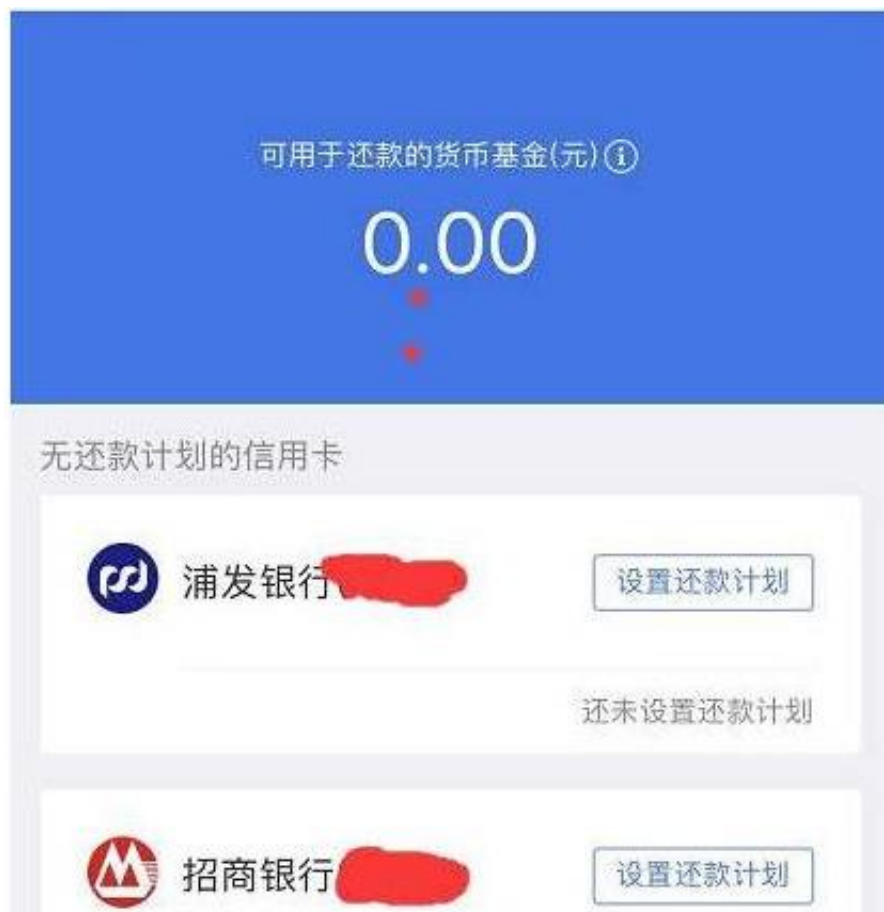 可用于还款的货币基金(元)
0.00
无还款计划的信用卡
浦发银行
设置还款计划
还未设置还款计划
招商银行
设置还款计划